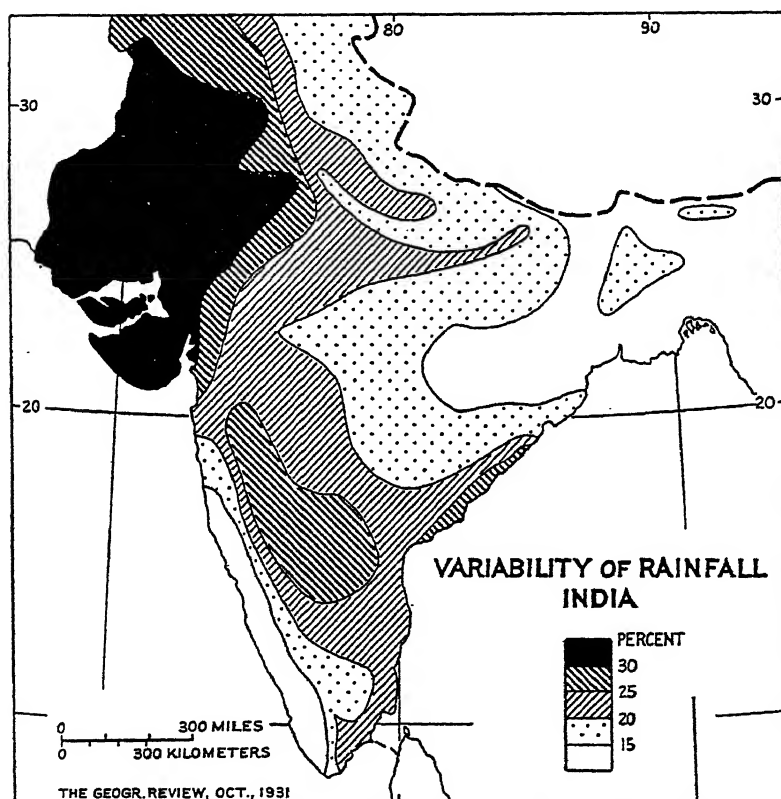 80 90
30 30
20 20
VARIABILITY OF RAINFALL
INDIA
PERCENT
30
25
20
15
0 300 MILES
0 300 KILOMETERS
THE GEOGR. REVIEW, OCT., 1931